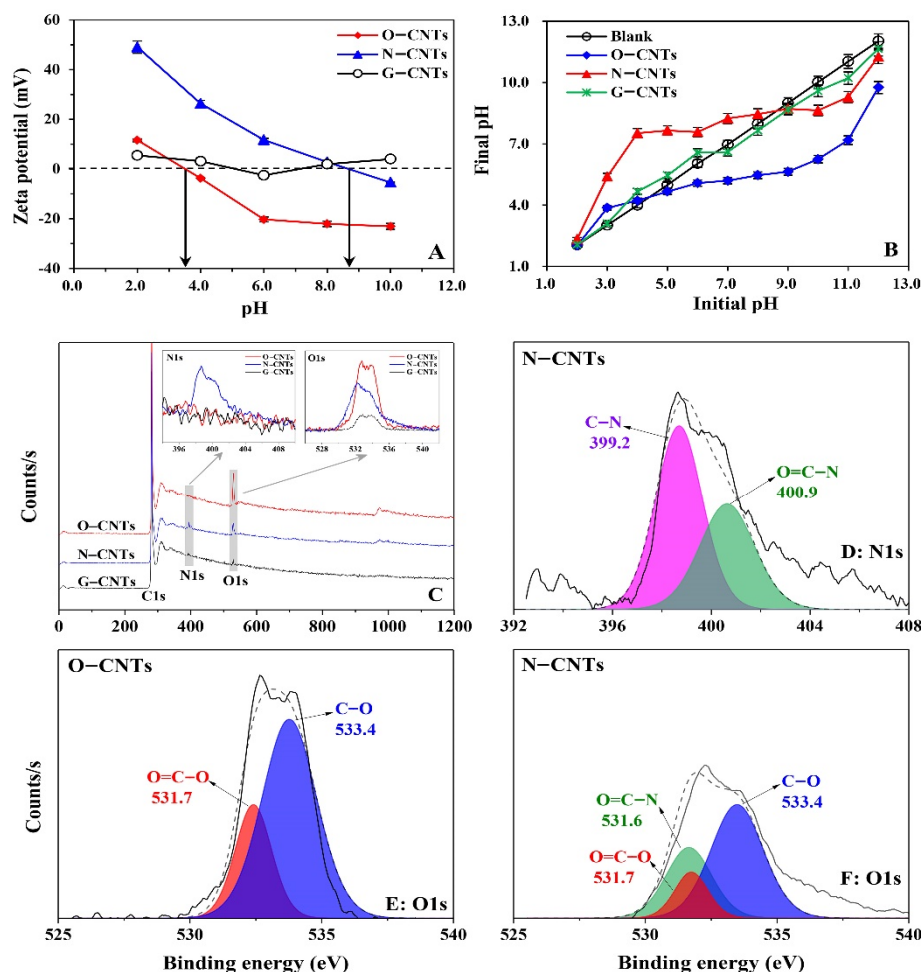 60
40
20
0
-20
-40
2.0
4.0
6.0
8.0
10.0
12.0
Zeta potential (mV)
pH
O−CNTs
N−CNTs
G−CNTs
A
13.0
10.0
7.0
4.0
1.0
1.0
3.0
5.0
7.0
9.0
11.0
13.0
Final pH
Initial pH
Blank
O−CNTs
N−CNTs
G−CNTs
B
N1s
O−CNTs
N−CNTs
G−CNTs
396
400
404
408
O1s
O−CNTs
N−CNTs
G−CNTs
528
532
536
540
Counts/s
O−CNTs
N−CNTs
G−CNTs
C1s
N1s
O1s
C
0
200
400
600
800
1000
1200
N−CNTs
C−N
399.2
O=C−N
400.9
D: N1s
392
396
400
404
408
O−CNTs
Counts/s
O=C−O
531.7
C−O
533.4
E: O1s
525
530
535
540
Binding energy (eV)
N−CNTs
O=C−N
531.6
O=C−O
531.7
C−O
533.4
F: O1s
525
530
535
540
Binding energy (eV)